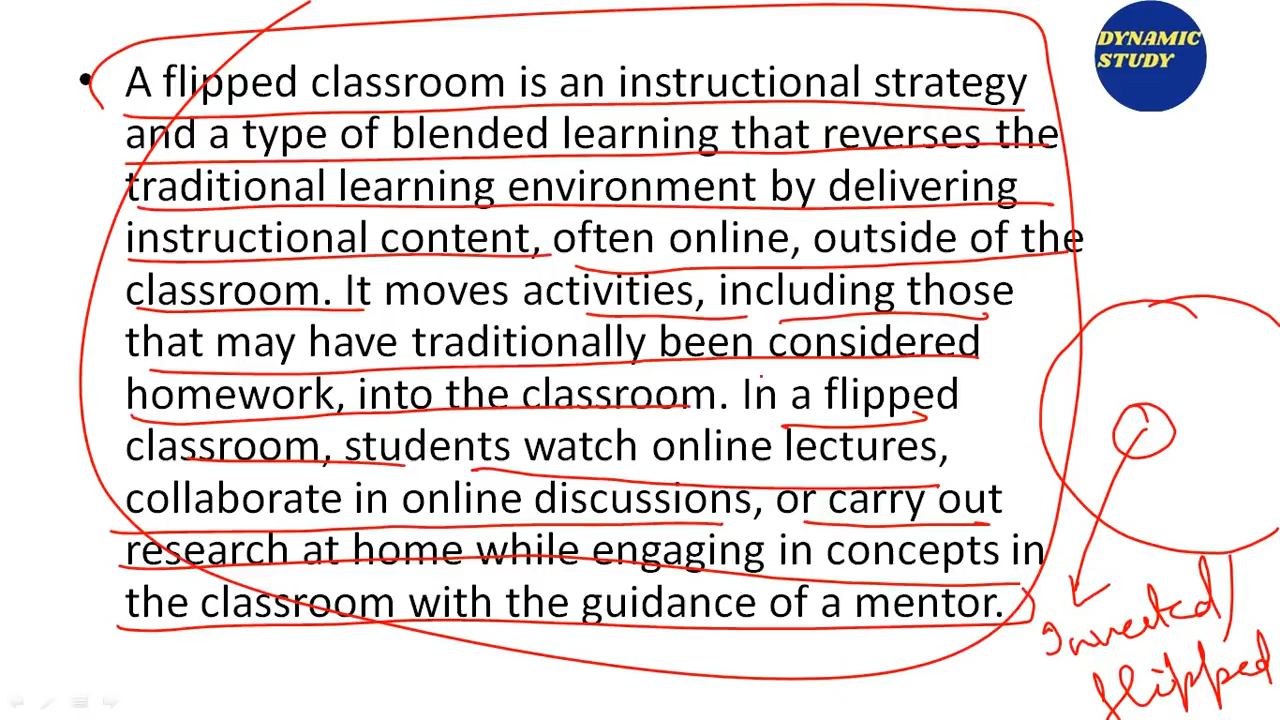 DYNAMIC
STUDY
• A flipped classroom is an instructional strategy
and a type of blended learning that reverses the
traditional learning environment by delivering
instructional content, often online, outside of the
classroom. It moves activities, including those
that may have traditionally been considered
homework, into the classroom. In a flipped
classroom, students watch online lectures,
collaborate in online discussions, or carry out
research at home while engaging in concepts in
the classroom with the guidance of a mentor.
Inverted/
flipped